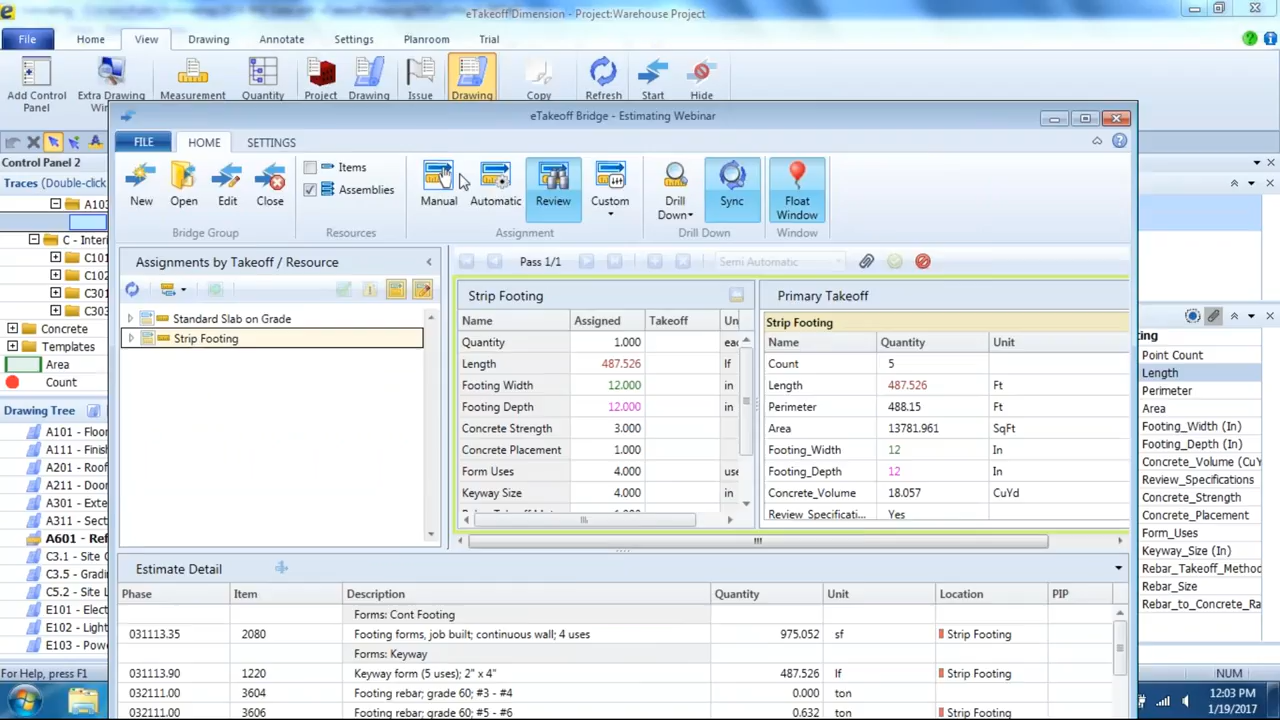 eTakeoff Dimension - Project:Warehouse Project
File Home View Drawing Annotate Settings Planroom Trial
Add Control Panel Extra Drawing Measurement Quantity Project Drawing Issue Drawing Copy Refresh Start Hide
eTakeoff Bridge - Estimating Webinar
FILE HOME SETTINGS
New Open Edit Close
Bridge Group
Items
Assemblies
Resources
Manual Automatic Review Custom
Assignment
Drill Down Sync
Drill Down
Float Window
Window
Control Panel 2
Traces (Double-click
A103
C - Interi
C101
C102
C301
C303
Concrete
Templates
Area
Count
Drawing Tree
A101 - Floor
A111 - Finish
A201 - Roof
A211 - Door
A301 - Exte
A311 - Sect
A601 - Ref
C3.1 - Site C
C3.5 - Gradin
C5.2 - Site L
E101 - Elect
E102 - Light
E103 - Powe
For Help, press F1
Assignments by Takeoff / Resource
Standard Slab on Grade
Strip Footing
Pass 1/1 Semi Automatic
Strip Footing
Name Assigned Takeoff Un
Quantity 1.000 eac
Length 487.526 lf
Footing Width 12.000 in
Footing Depth 12.000 in
Concrete Strength 3.000
Concrete Placement 1.000
Form Uses 4.000 use
Keyway Size 4.000 in
Primary Takeoff
Strip Footing
Name Quantity Unit
Count 5
Length 487.526 Ft
Perimeter 488.15 Ft
Area 13781.961 SqFt
Footing_Width 12 In
Footing_Depth 12 In
Concrete_Volume 18.057 CuYd
Review Specificati... Yes
Estimate Detail
Phase Item Description Quantity Unit Location PIP
Forms: Cont Footing
031113.35 2080 Footing forms, job built; continuous wall; 4 uses 975.052 sf Strip Footing
Forms: Keyway
031113.90 1220 Keyway form (5 uses); 2" x 4" 487.526 lf Strip Footing
032111.00 3604 Footing rebar; grade 60; #3 - #4 0.000 ton Strip Footing
032111.00 3606 Footing rebar; grade 60; #5 - #6 0.632 ton Strip Footing
ing
Point Count
Length
Perimeter
Area
Footing_Width (In)
Footing_Depth (In)
Concrete_Volume (CuY
Review_Specifications
Concrete_Strength
Concrete_Placement
Form_Uses
Keyway_Size (In)
Rebar_Takeoff_Metho
Rebar_Size
Rebar_to_Concrete_Ra
NUM
12:03 PM
1/19/2017